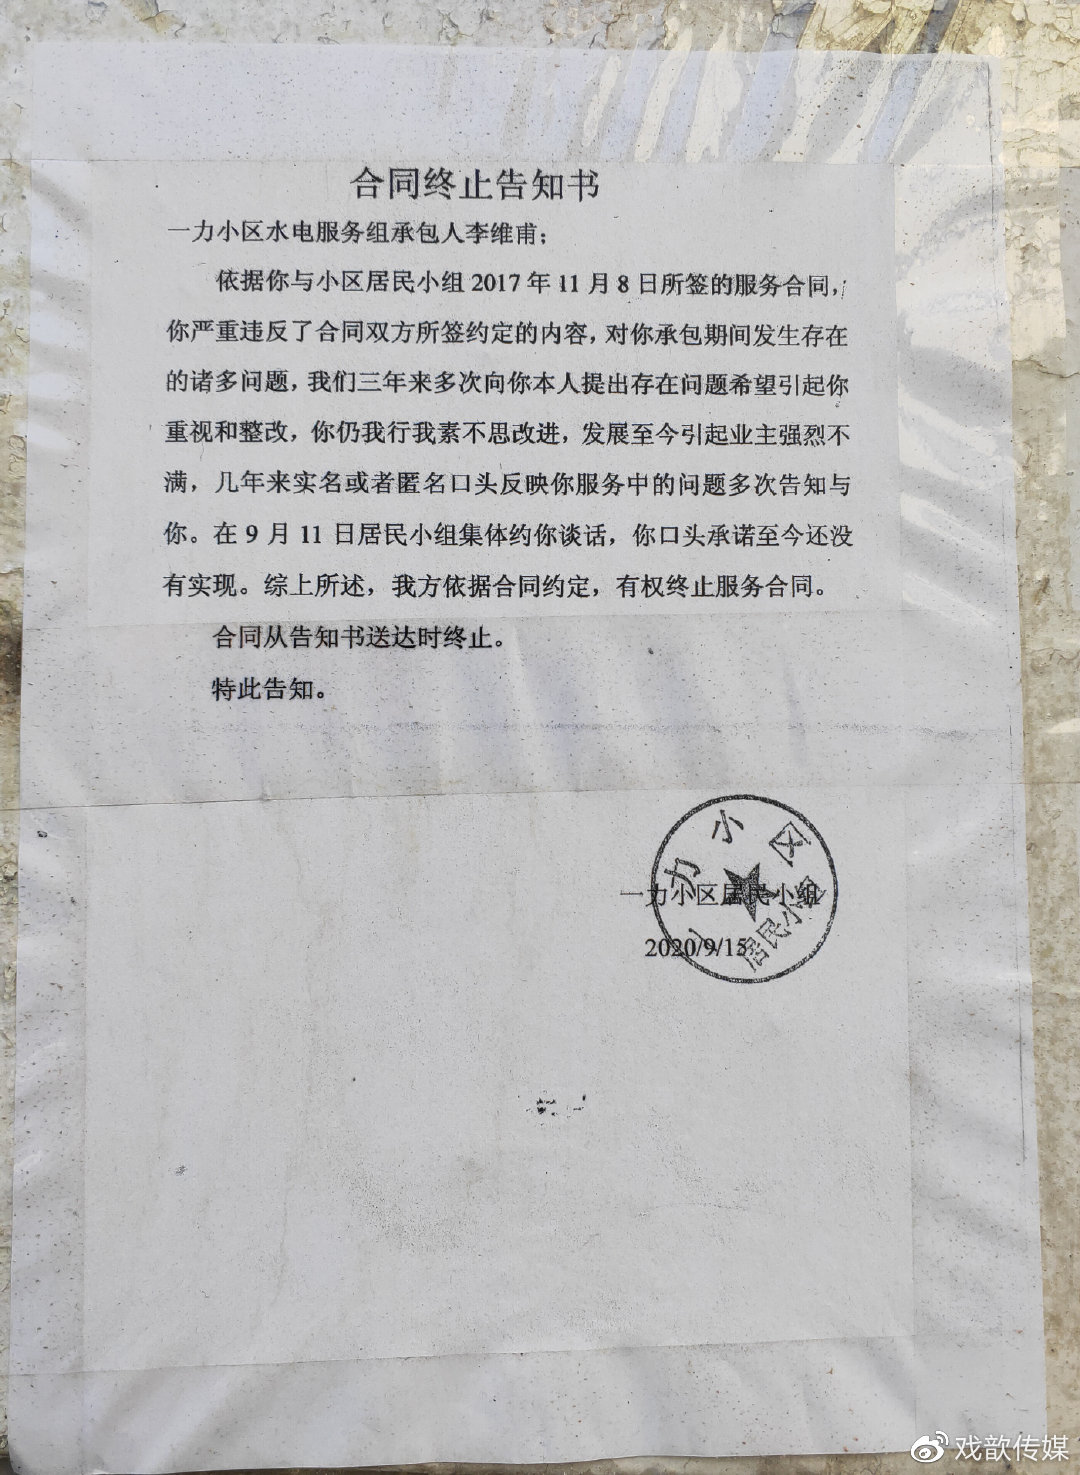 合同终止告知书
一力小区水电服务组承包人李维甫;
依据你与小区居民小组 2017 年 11 月 8 日所签的服务合同,
你严重违反了合同双方所签约定的内容,对你承包期间发生存在
的诸多问题,我们三年来多次向你本人提出存在问题希望引起你
重视和整改,你仍我行我素不思改进,发展至今引起业主强烈不
满,几年来实名或者匿名口头反映你服务中的问题多次告知与
你。在 9 月 11 日居民小组集体约你谈话,你口头承诺至今还没
有实现。综上所述,我方依据合同约定,有权终止服务合同。
合同从告知书送达时终止。
特此告知。
一力小区居民小组
2020/9/15
一力小区
居民小组
戏歆传媒